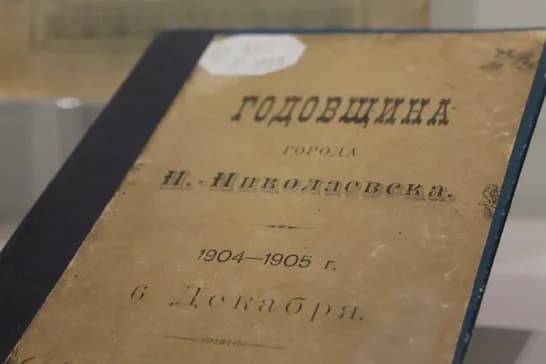 ГОДОВЩИНА
ГОРОДА
Н.-Николаевска.
1904—1905 г.
6 Декабря.